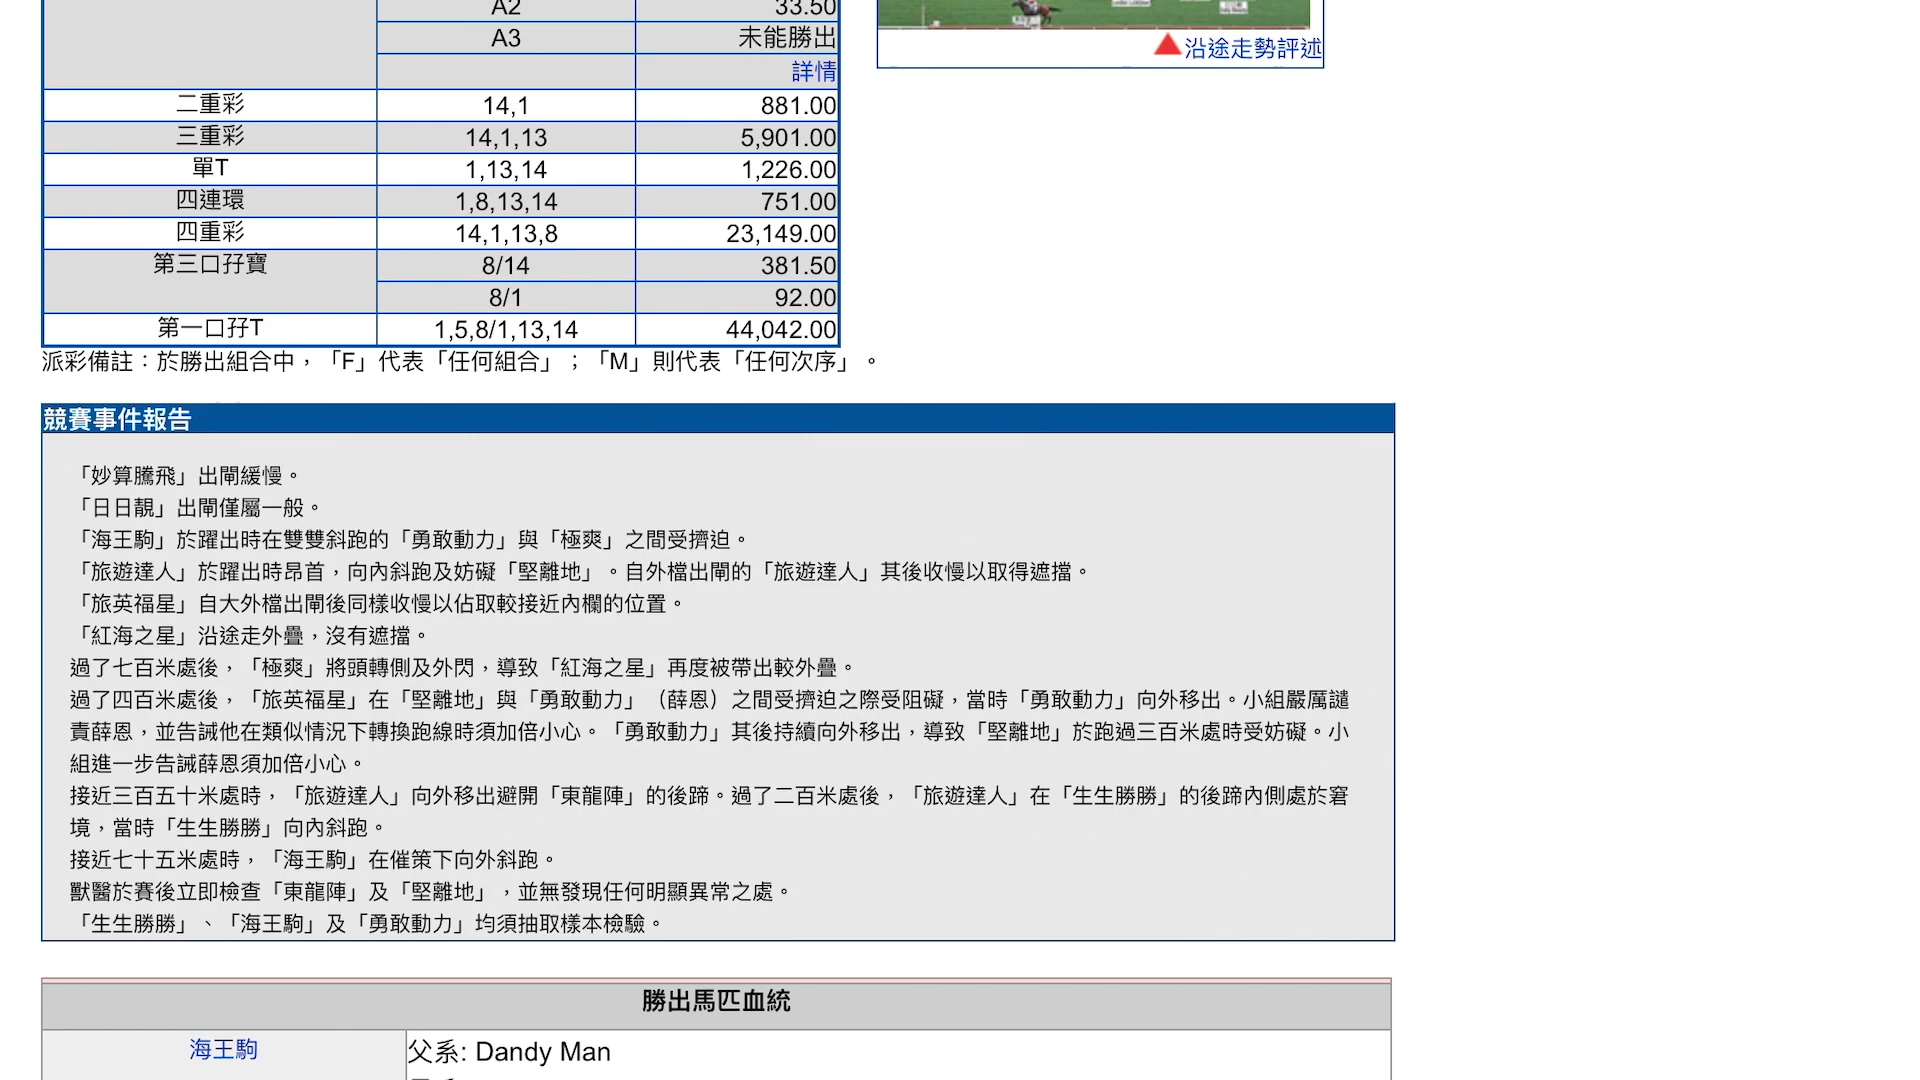 A2 33.50
A3 未能勝出
詳情
沿途走勢評述
二重彩 14,1 881.00
三重彩 14,1,13 5,901.00
單T 1,13,14 1,226.00
四連環 1,8,13,14 751.00
四重彩 14,1,13,8 23,149.00
第三口孖寶 8/14 381.50
8/1 92.00
第一口孖T 1,5,8/1,13,14 44,042.00
派彩備註：於勝出組合中，「F」代表「任何組合」；「M」則代表「任何次序」。
競賽事件報告
「妙算騰飛」出閘緩慢。
「日日靚」出閘僅屬一般。
「海王駒」於躍出時在雙雙斜跑的「勇敢動力」與「極爽」之間受擠迫。
「旅遊達人」於躍出時昂首，向內斜跑及妨礙「堅離地」。自外檔出閘的「旅遊達人」其後收慢以取得遮擋。
「旅英福星」自大外檔出閘後同樣收慢以佔取較接近內欄的位置。
「紅海之星」沿途走外疊，沒有遮擋。
過了七百米處後，「極爽」將頭轉側及外閃，導致「紅海之星」再度被帶出較外疊。
過了四百米處後，「旅英福星」在「堅離地」與「勇敢動力」（薛恩）之間受擠迫之際受阻礙，當時「勇敢動力」向外移出。小組嚴厲譴
責薛恩，並告誡他在類似情況下轉換跑線時須加倍小心。「勇敢動力」其後持續向外移出，導致「堅離地」於跑過三百米處時受妨礙。小
組進一步告誡薛恩須加倍小心。
接近三百五十米處時，「旅遊達人」向外移出避開「東龍陣」的後蹄。過了二百米處後，「旅遊達人」在「生生勝勝」的後蹄內側處於窘
境，當時「生生勝勝」向內斜跑。
接近七十五米處時，「海王駒」在催策下向外斜跑。
獸醫於賽後立即檢查「東龍陣」及「堅離地」，並無發現任何明顯異常之處。
「生生勝勝」、「海王駒」及「勇敢動力」均須抽取樣本檢驗。
勝出馬匹血統
海王駒 父系: Dandy Man